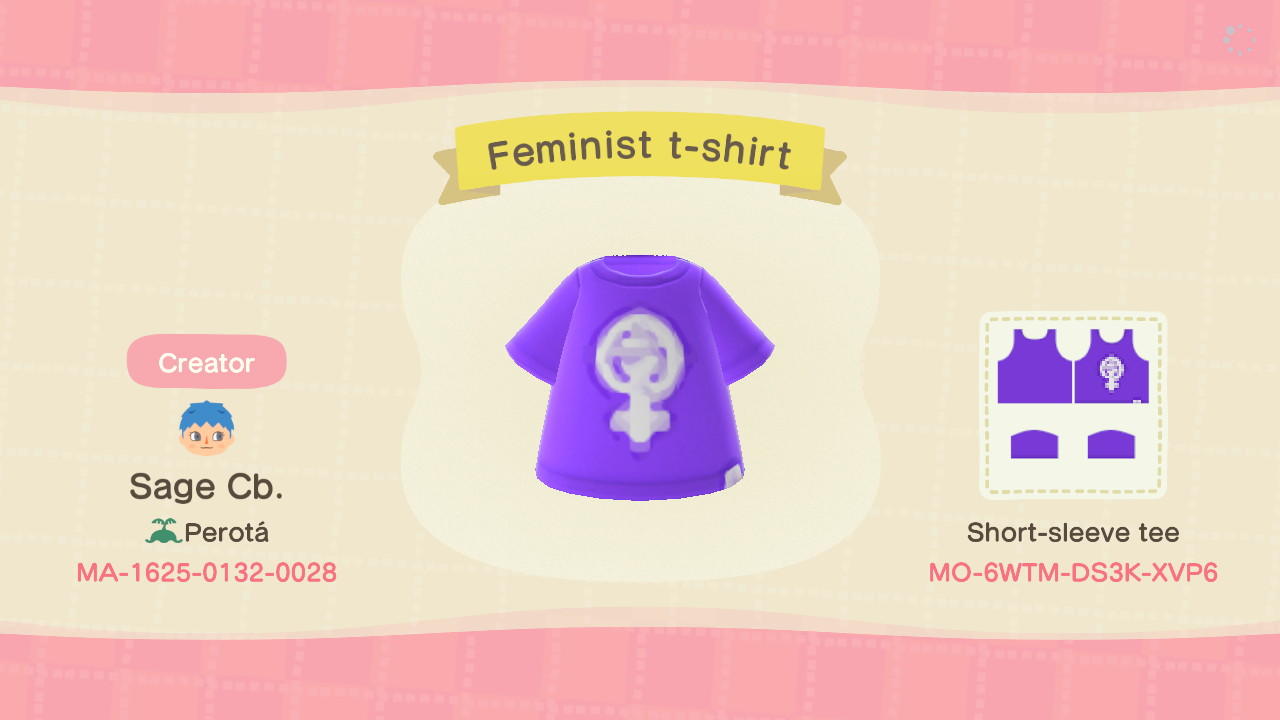 Feminist t-shirt
Creator
Sage Cb.
Perotá
MA-1625-0132-0028
Short-sleeve tee
MO-6WTM-DS3K-XVP6